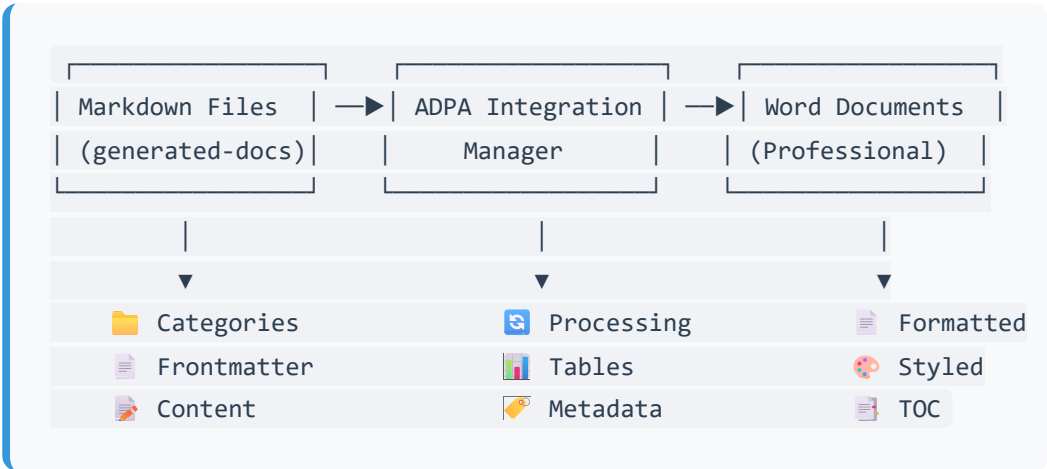 ┌─────────────────┐    ┌──────────────────┐    ┌─────────────────┐
│ Markdown Files  │ ──▶│ ADPA Integration │ ──▶│ Word Documents  │
│ (generated-docs)│    │     Manager      │    │ (Professional)  │
└─────────────────┘    └──────────────────┘    └─────────────────┘
│                       │                       │
▼                       ▼                       ▼
📁 Categories             🔄 Processing           📄 Formatted
📄 Frontmatter            📊 Tables               🎨 Styled
📝 Content                🏷️ Metadata             📑 TOC